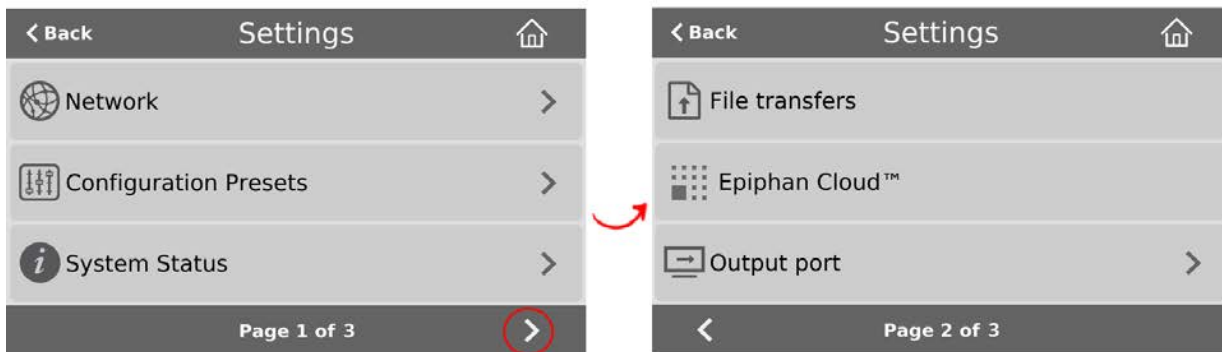 Back
Settings
Network
Configuration Presets
System Status
Page 1 of 3
Back
Settings
File transfers
Epiphan Cloud™
Output port
Page 2 of 3